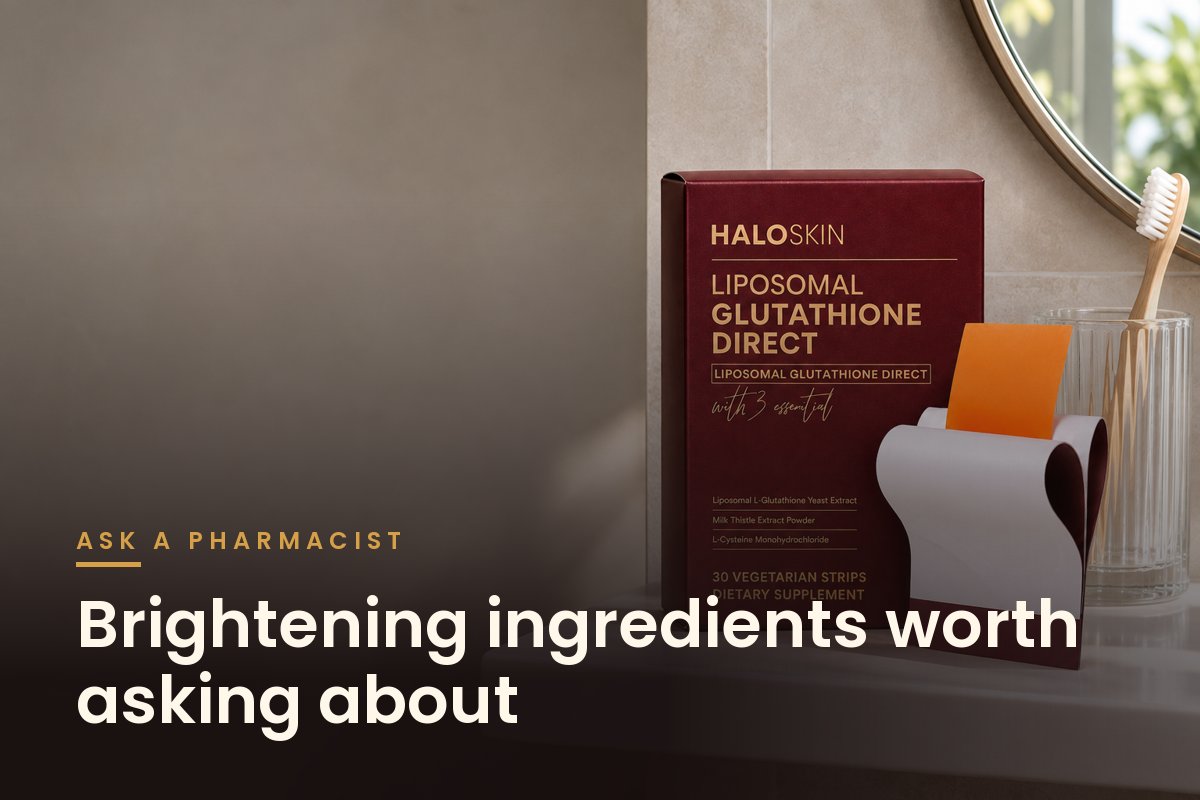 HALOSKIN
LIPOSOMAL
GLUTATHIONE
DIRECT
LIPOSOMAL GLUTATHIONE DIRECT
with 3 essential
Liposomal L-Glutathione Yeast Extract
Milk Thistle Extract Powder
L-Cysteine Monohydrochloride
30 VEGETARIAN STRIPS
DIETARY SUPPLEMENT
ASK A PHARMACIST
Brightening ingredients worth
asking about